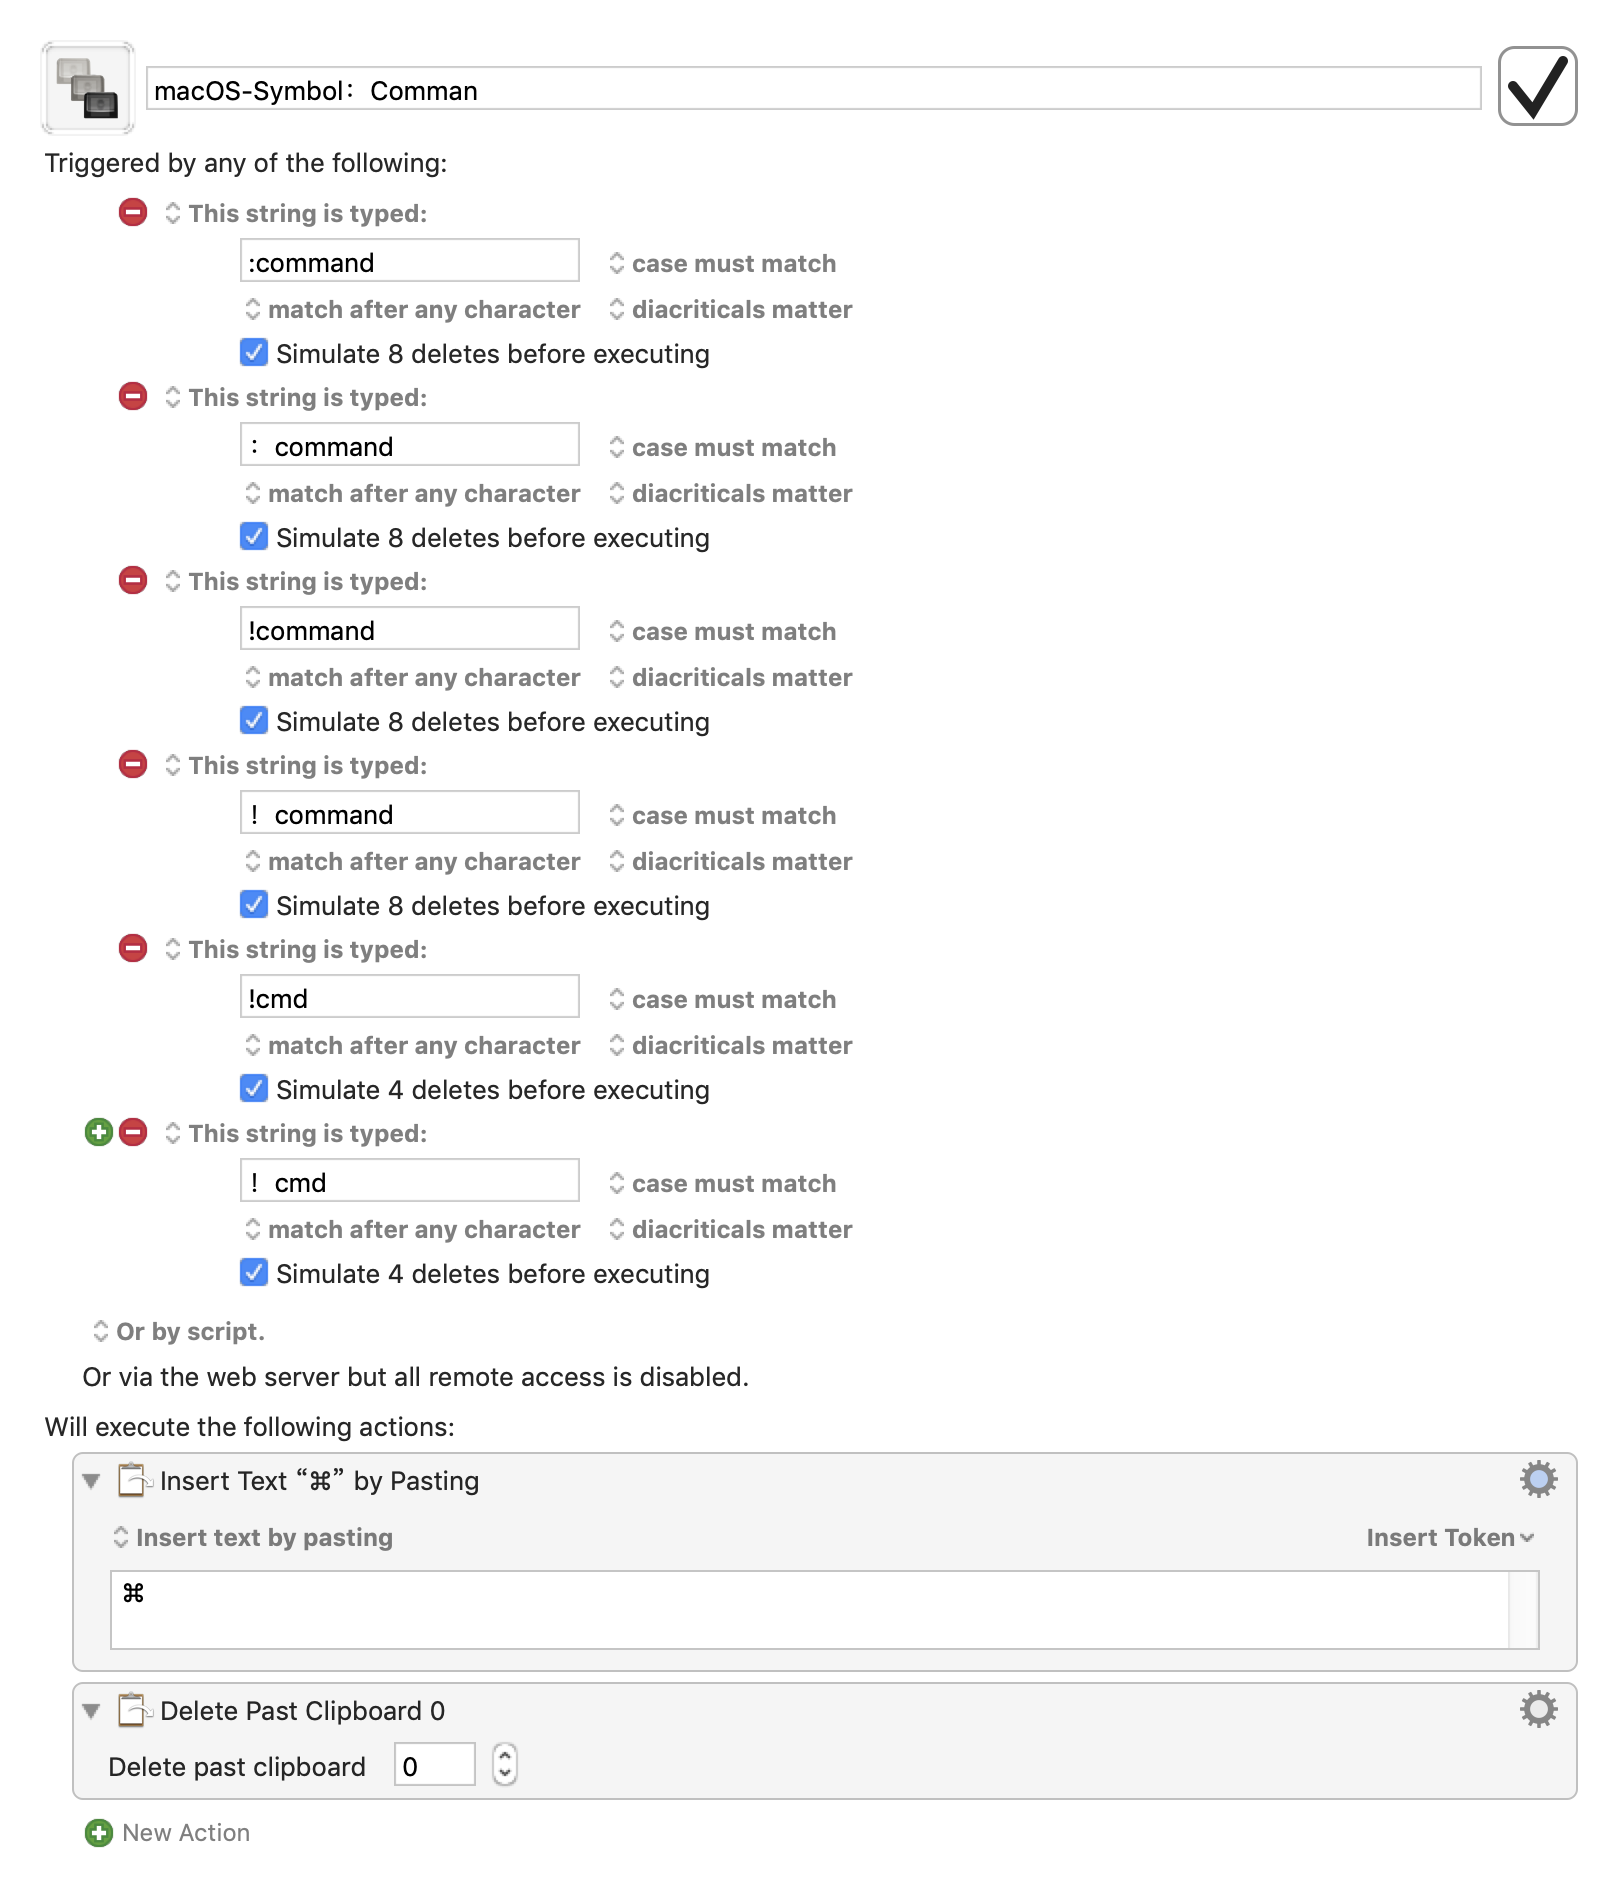 macOS-Symbol：Comman
Triggered by any of the following:
This string is typed:
:command
case must match
match after any character
diacriticals matter
Simulate 8 deletes before executing
This string is typed:
：command
case must match
match after any character
diacriticals matter
Simulate 8 deletes before executing
This string is typed:
!command
case must match
match after any character
diacriticals matter
Simulate 8 deletes before executing
This string is typed:
！command
case must match
match after any character
diacriticals matter
Simulate 8 deletes before executing
This string is typed:
!cmd
case must match
match after any character
diacriticals matter
Simulate 4 deletes before executing
This string is typed:
！cmd
case must match
match after any character
diacriticals matter
Simulate 4 deletes before executing
Or by script.
Or via the web server but all remote access is disabled.
Will execute the following actions:
Insert Text “⌘” by Pasting
Insert text by pasting
Insert Token
⌘
Delete Past Clipboard 0
Delete past clipboard 0
New Action